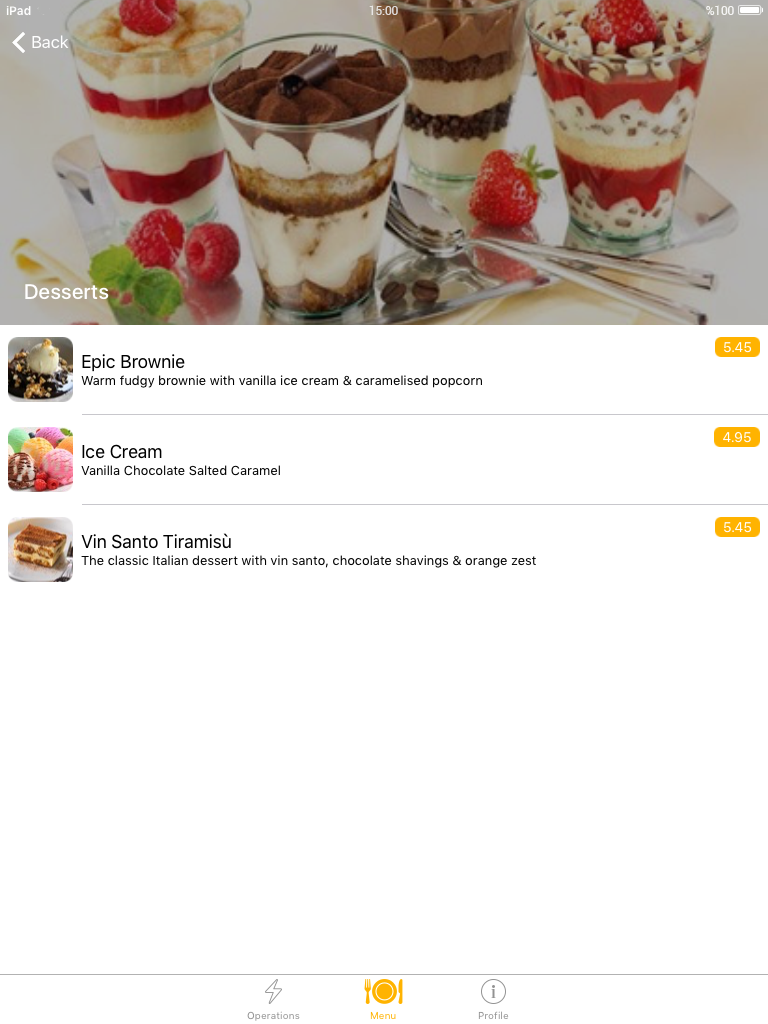 iPad 15:00 %100
Back
Desserts
Epic Brownie 5.45
Warm fudgy brownie with vanilla ice cream & caramelised popcorn
Ice Cream 4.95
Vanilla Chocolate Salted Caramel
Vin Santo Tiramisù 5.45
The classic Italian dessert with vin santo, chocolate shavings & orange zest
Operations Menu Profile